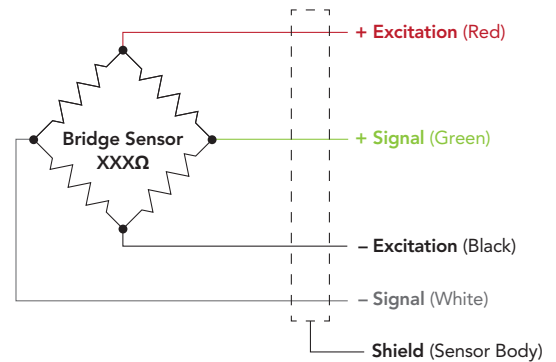 + Excitation (Red)
Bridge Sensor
XXXΩ
+ Signal (Green)
– Excitation (Black)
– Signal (White)
Shield (Sensor Body)